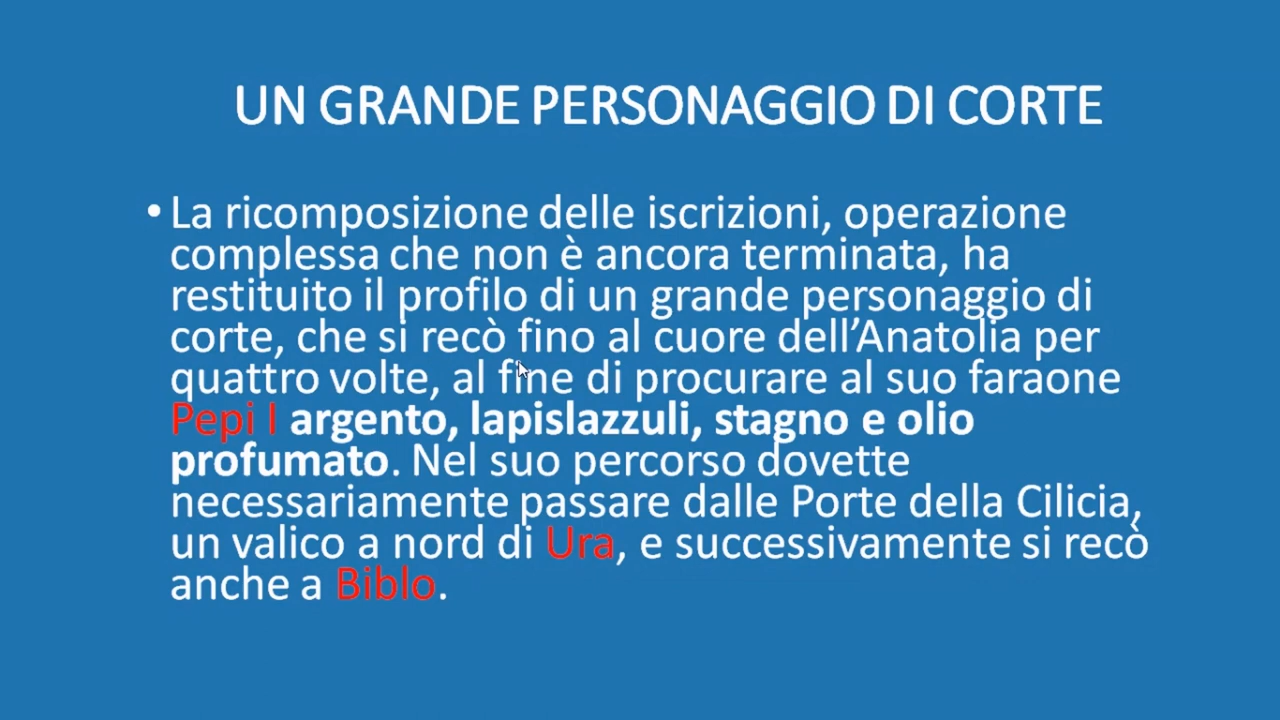 UN GRANDE PERSONAGGIO DI CORTE
• La ricomposizione delle iscrizioni, operazione
complessa che non è ancora terminata, ha
restituito il profilo di un grande personaggio di
corte, che si recò fino al cuore dell’Anatolia per
quattro volte, al fine di procurare al suo faraone
Pepi I argento, lapislazzuli, stagno e olio
profumato. Nel suo percorso dovette
necessariamente passare dalle Porte della Cilicia,
un valico a nord di Ura, e successivamente si recò
anche a Biblo.